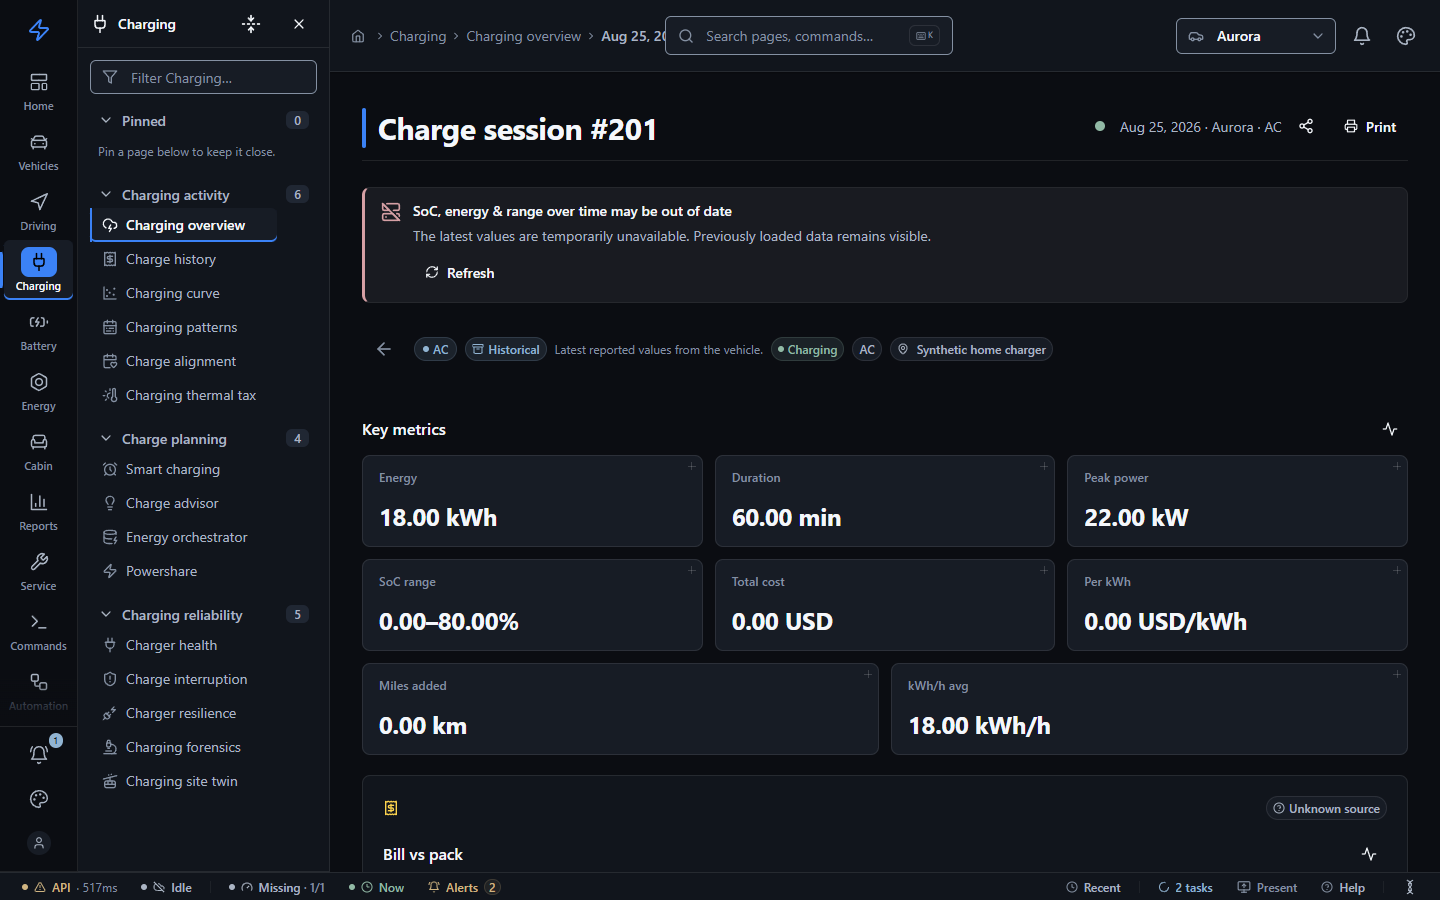 Charging
Filter Charging...
Home
Vehicles
Driving
Charging
Battery
Energy
Cabin
Reports
Service
Commands
Automation
1
Pinned
0
Pin a page below to keep it close.
Charging activity
6
Charging overview
Charge history
Charging curve
Charging patterns
Charge alignment
Charging thermal tax
Charge planning
4
Smart charging
Charge advisor
Energy orchestrator
Powershare
Charging reliability
5
Charger health
Charge interruption
Charger resilience
Charging forensics
Charging site twin
Charging
Charging overview
Aug 25, 20
Search pages, commands...
K
Aurora
Charge session #201
Aug 25, 2026 · Aurora · AC
Print
SoC, energy & range over time may be out of date
The latest values are temporarily unavailable. Previously loaded data remains visible.
Refresh
AC
Historical
Latest reported values from the vehicle.
Charging
AC
Synthetic home charger
Key metrics
Energy
18.00 kWh
Duration
60.00 min
Peak power
22.00 kW
SoC range
0.00–80.00%
Total cost
0.00 USD
Per kWh
0.00 USD/kWh
Miles added
0.00 km
kWh/h avg
18.00 kWh/h
Unknown source
Bill vs pack
API · 517ms
Idle
Missing · 1/1
Now
Alerts 2
Recent
2 tasks
Present
Help